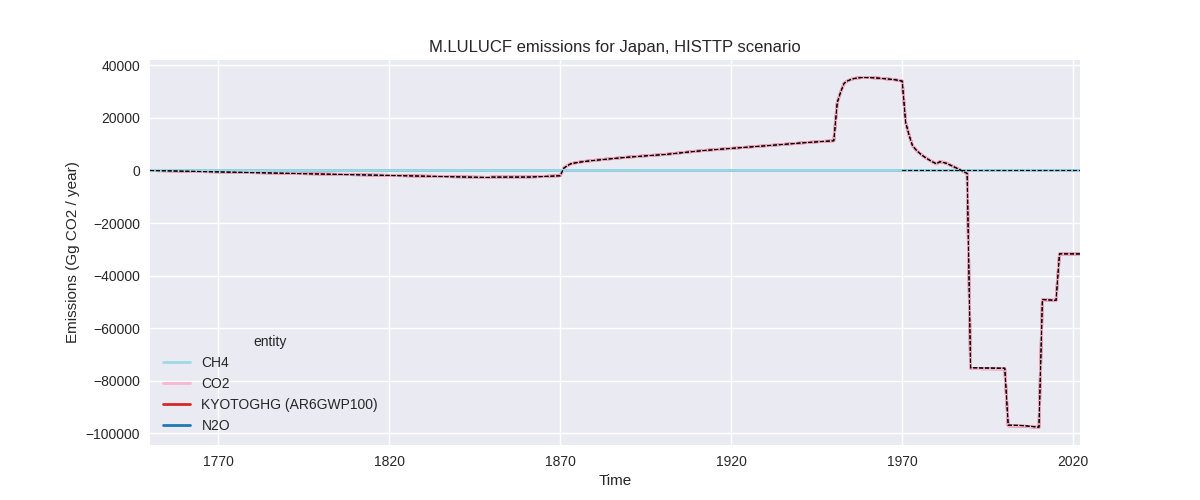 M.LULUCF emissions for Japan, HISTTP scenario
40000
20000
0
−20000
−40000
−60000
−80000
−100000
Emissions (Gg CO2 / year)
entity
CH4
CO2
KYOTOGHG (AR6GWP100)
N2O
1770
1820
1870
1920
1970
2020
Time